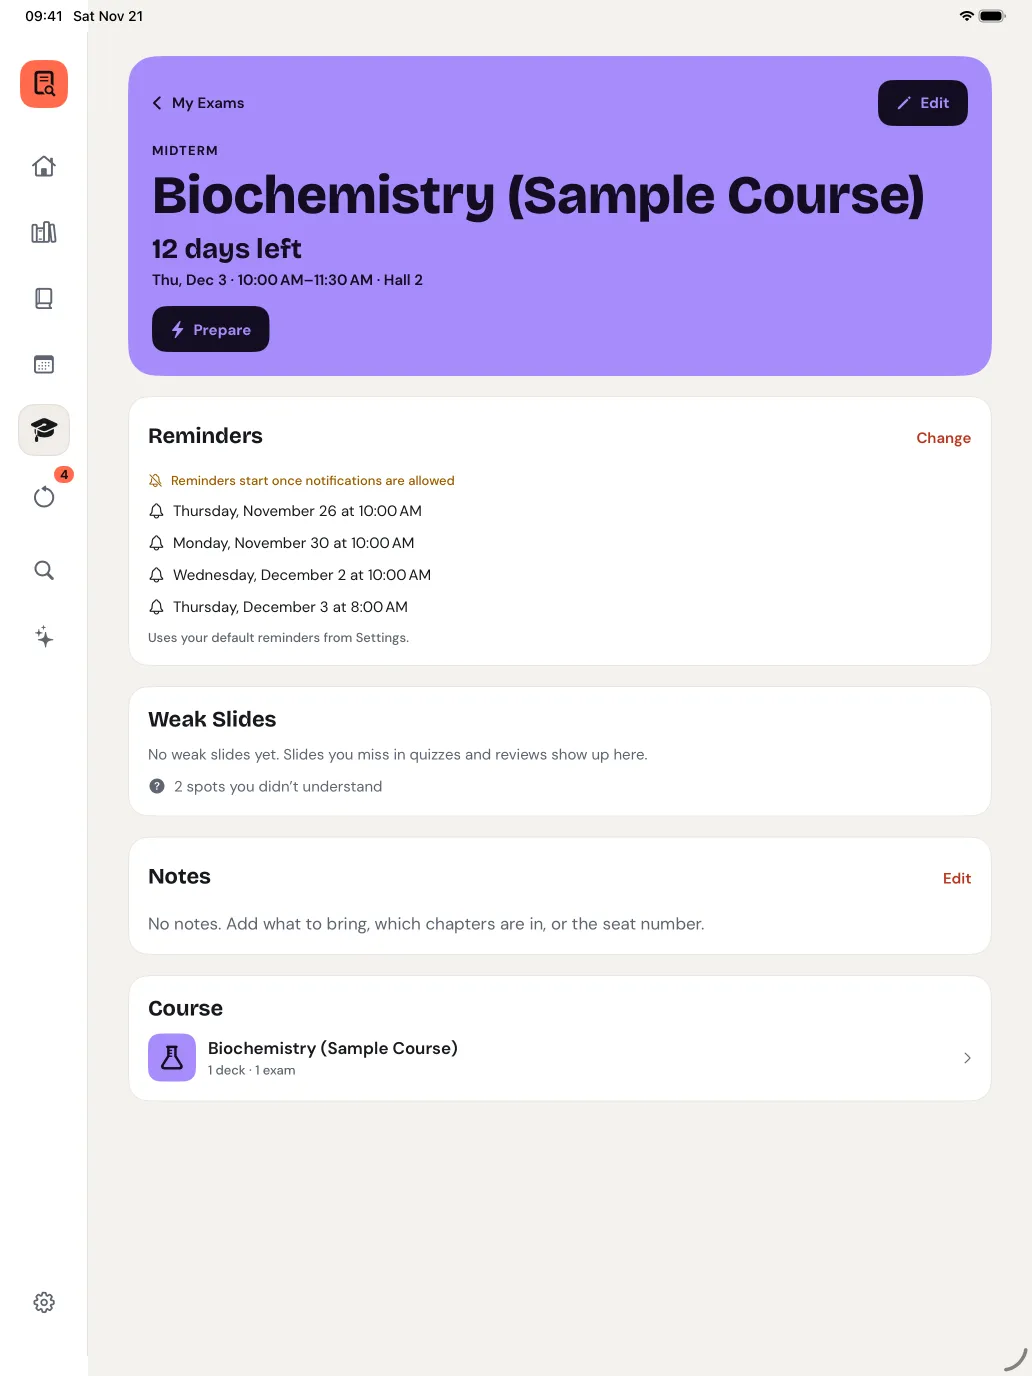 09:41 Sat Nov 21
My Exams
Edit
MIDTERM
Biochemistry (Sample Course)
12 days left
Thu, Dec 3 · 10:00 AM–11:30 AM · Hall 2
Prepare
Reminders
Change
Reminders start once notifications are allowed
Thursday, November 26 at 10:00 AM
Monday, November 30 at 10:00 AM
Wednesday, December 2 at 10:00 AM
Thursday, December 3 at 8:00 AM
Uses your default reminders from Settings.
4
Weak Slides
No weak slides yet. Slides you miss in quizzes and reviews show up here.
2 spots you didn’t understand
Notes
Edit
No notes. Add what to bring, which chapters are in, or the seat number.
Course
Biochemistry (Sample Course)
1 deck · 1 exam